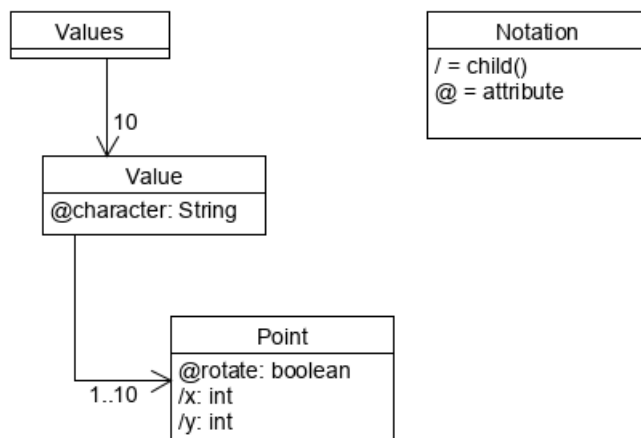 Values
Notation
/ = child()
@ = attribute
10
Value
@character: String
Point
@rotate: boolean
/x: int
/y: int
1..10